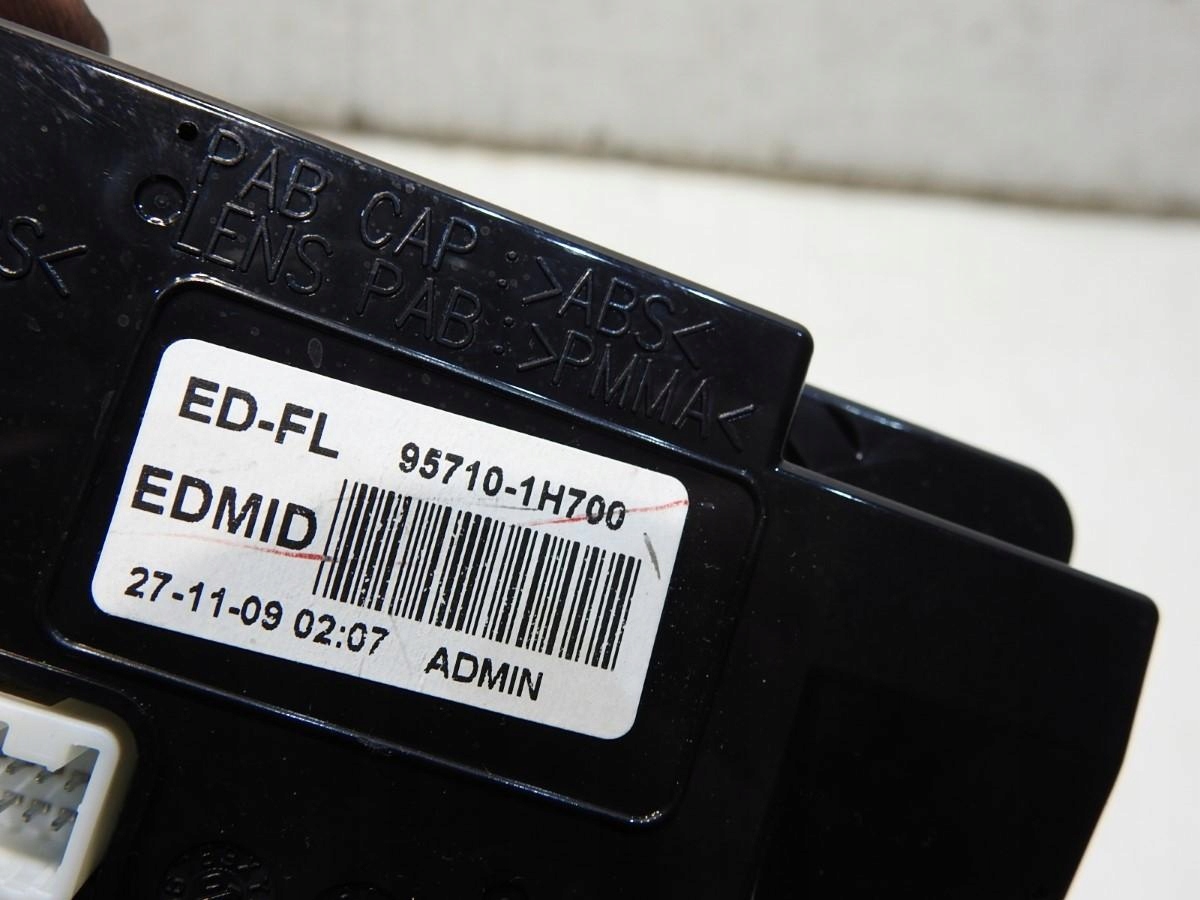 PAB CAP : >ABS<
LENS PAB : >PMMA<
S<
ED-FL 95710-1H700
EDMID
27-11-09 02:07 ADMIN